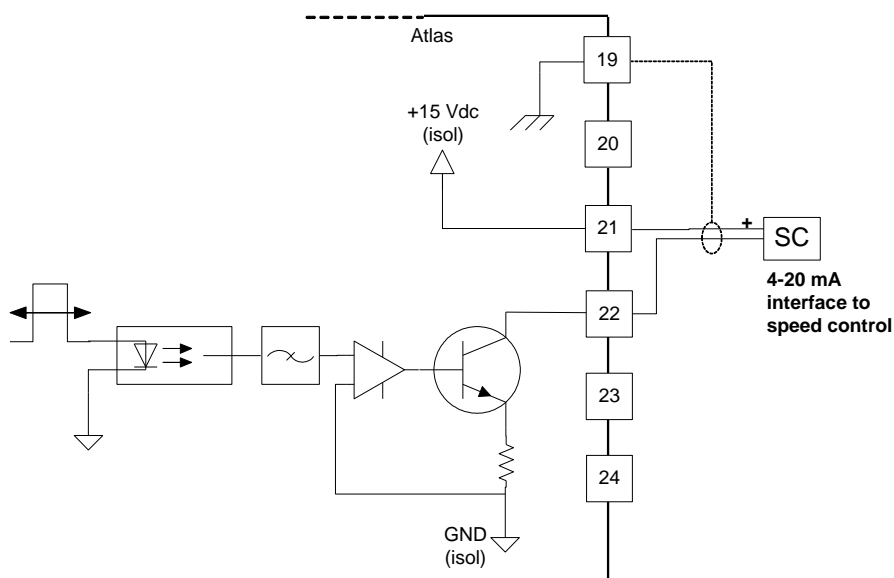 Atlas
19
+15 Vdc
(isol)
20
21
+
SC
4-20 mA
interface to
speed control
22
23
24
GND
(isol)